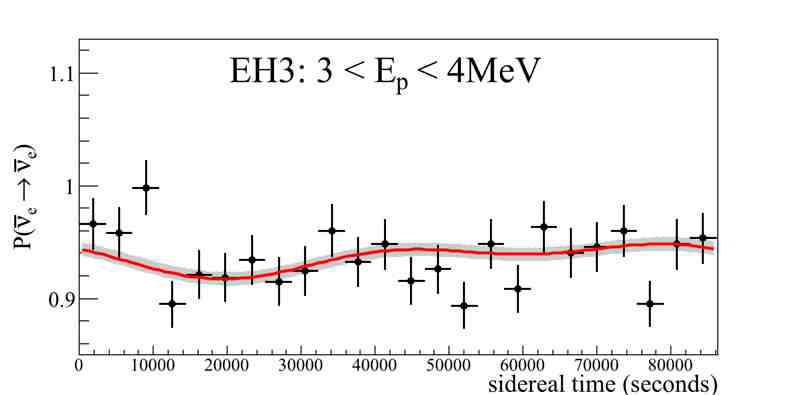 EH3: 3 < Ep < 4MeV
1.1
1
0.9
P(ν̅e → ν̅e)
0 10000 20000 30000 40000 50000 60000 70000 80000
sidereal time (seconds)